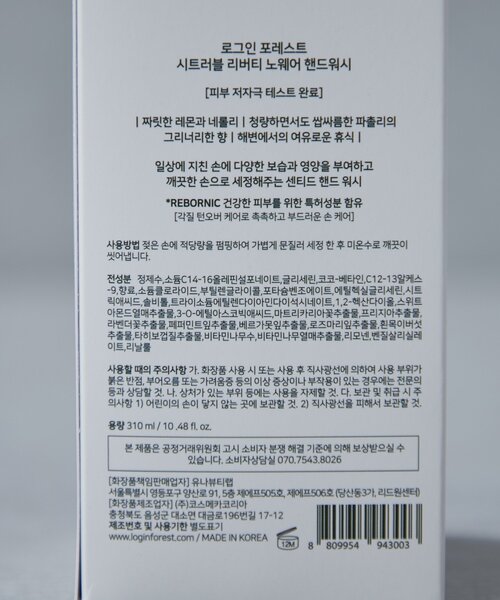 로그인 포레스트
시트러블 리버티 노웨어 핸드워시
[피부 저자극 테스트 완료]
| 짜릿한 레몬과 네롤리 | 청량하면서도 쌉싸름한 파촐리의
그리너리한 향 | 해변에서의 여유로운 휴식 |
일상에 지친 손에 다양한 보습과 영양을 부여하고
깨끗한 손으로 세정해주는 센티드 핸드 워시
*REBORNIC 건강한 피부를 위한 특허성분 함유
[각질 턴오버 케어로 촉촉하고 부드러운 손 케어]
사용방법 젖은 손에 적당량을 펌핑하여 가볍게 문질러 세정 한 후 미온수로 깨끗이
씻어냅니다.
전성분 정제수,소듐C14-16올레핀설포네이트,글리세린,코코-베타인,C12-13알케스
-9,향료,소듐클로라이드,부틸렌글라이콜,포타슘벤조에이트,에틸헥실글리세린,시트
릭애씨드,솔비톨,트라이소듐에틸렌다이아민다이석시네이트,1,2-헥산다이올,스위트
아몬드열매추출물,3-O-에틸아스코빅애씨드,마트리카리아꽃추출물,프리지아추출물,
라벤더꽃추출물,페퍼민트잎추출물,베르가못잎추출물,로즈마리잎추출물,흰목이버섯
추출물,타히보껍질추출물,비타민나무수,비타민나무열매추출물,리모넨,벤질살리실레
이트,리날룰
사용할 때의 주의사항 가. 화장품 사용 시 또는 사용 후 직사광선에 의하여 사용 부위가
붉은 반점, 부어오름 또는 가려움증 등의 이상 증상이나 부작용이 있는 경우에는 전문의
등과 상담할 것. 나. 상처가 있는 부위 등에는 사용을 자제할 것. 다. 보관 및 취급 시 주
의사항 1) 어린이의 손이 닿지 않는 곳에 보관할 것. 2) 직사광선을 피해서 보관할 것.
용량 310 ml / 10 .48 fl. oz.
본 제품은 공정거래위원회 고시 소비자 분쟁 해결 기준에 의해 보상받으실 수
있습니다. 소비자상담실 070.7543.8026
[화장품책임판매업자] 유나뷰티랩
서울특별시 영등포구 양산로 91, 5층 제에프505호, 제에프506호 (당산동3가, 리드원센터)
[화장품제조업자] (주)코스메카코리아
충청북도 음성군 대소면 대금로196번길 17-12
제조번호 및 사용기한 별도표기
www.loginforest.com / MADE IN KOREA
12M
8 809954 943003